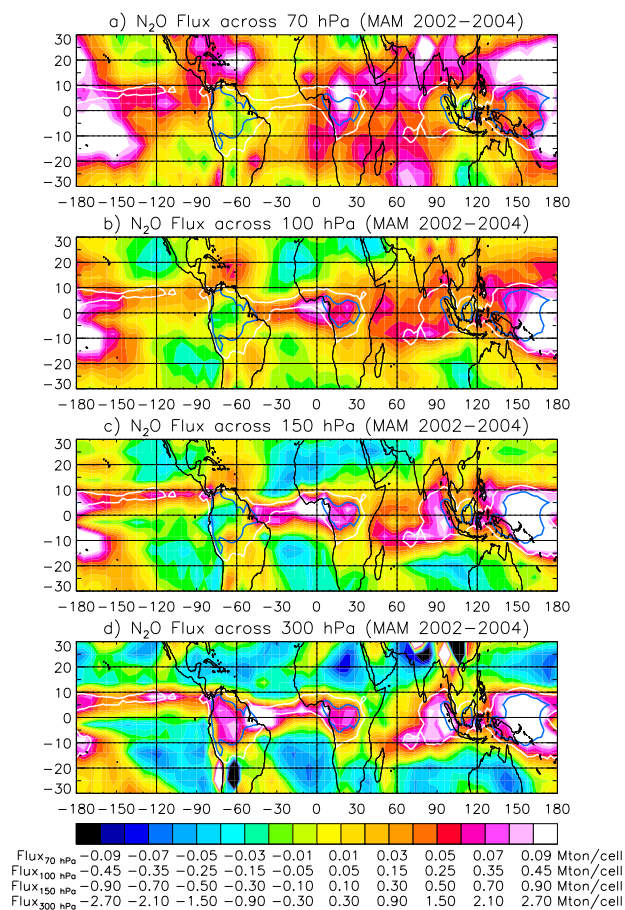 a) N2O Flux across 70 hPa (MAM 2002−2004)
30
20
10
0
−10
−20
−30
−180 −150 −120 −90 −60 −30 0 30 60 90 120 150 180
b) N2O Flux across 100 hPa (MAM 2002−2004)
30
20
10
0
−10
−20
−30
−180 −150 −120 −90 −60 −30 0 30 60 90 120 150 180
c) N2O Flux across 150 hPa (MAM 2002−2004)
30
20
10
0
−10
−20
−30
−180 −150 −120 −90 −60 −30 0 30 60 90 120 150 180
d) N2O Flux across 300 hPa (MAM 2002−2004)
30
20
10
0
−10
−20
−30
−180 −150 −120 −90 −60 −30 0 30 60 90 120 150 180
Flux70 hPa −0.09 −0.07 −0.05 −0.03 −0.01 0.01 0.03 0.05 0.07 0.09 Mton/cell
Flux100 hPa −0.45 −0.35 −0.25 −0.15 −0.05 0.05 0.15 0.25 0.35 0.45 Mton/cell
Flux150 hPa −0.90 −0.70 −0.50 −0.30 −0.10 0.10 0.30 0.50 0.70 0.90 Mton/cell
Flux300 hPa −2.70 −2.10 −1.50 −0.90 −0.30 0.30 0.90 1.50 2.10 2.70 Mton/cell